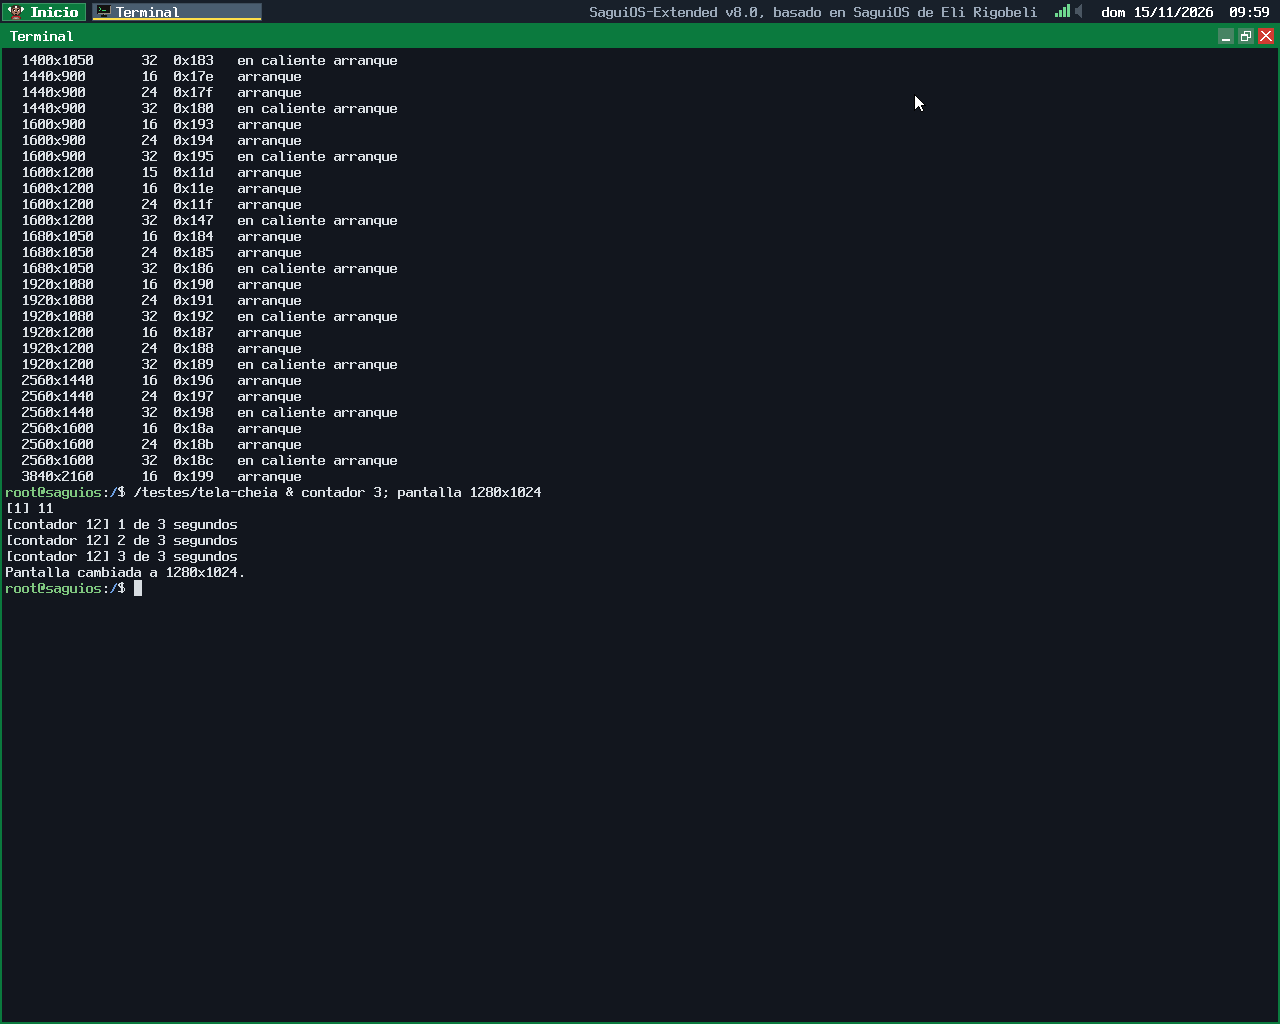 Inicio Terminal SaguiOS-Extended v8.0, basado en SaguiOS de Eli Rigobeli dom 15/11/2026 09:59
Terminal
1400x1050 32 0x183 en caliente arranque
1440x900 16 0x17e arranque
1440x900 24 0x17f arranque
1440x900 32 0x180 en caliente arranque
1600x900 16 0x193 arranque
1600x900 24 0x194 arranque
1600x900 32 0x195 en caliente arranque
1600x1200 15 0x11d arranque
1600x1200 16 0x11e arranque
1600x1200 24 0x11f arranque
1600x1200 32 0x147 en caliente arranque
1680x1050 16 0x184 arranque
1680x1050 24 0x185 arranque
1680x1050 32 0x186 en caliente arranque
1920x1080 16 0x190 arranque
1920x1080 24 0x191 arranque
1920x1080 32 0x192 en caliente arranque
1920x1200 16 0x187 arranque
1920x1200 24 0x188 arranque
1920x1200 32 0x189 en caliente arranque
2560x1440 16 0x196 arranque
2560x1440 24 0x197 arranque
2560x1440 32 0x198 en caliente arranque
2560x1600 16 0x18a arranque
2560x1600 24 0x18b arranque
2560x1600 32 0x18c en caliente arranque
3840x2160 16 0x199 arranque
root@saguios:/$ /testes/tela-cheia & contador 3; pantalla 1280x1024
[1] 11
[contador 12] 1 de 3 segundos
[contador 12] 2 de 3 segundos
[contador 12] 3 de 3 segundos
Pantalla cambiada a 1280x1024.
root@saguios:/$